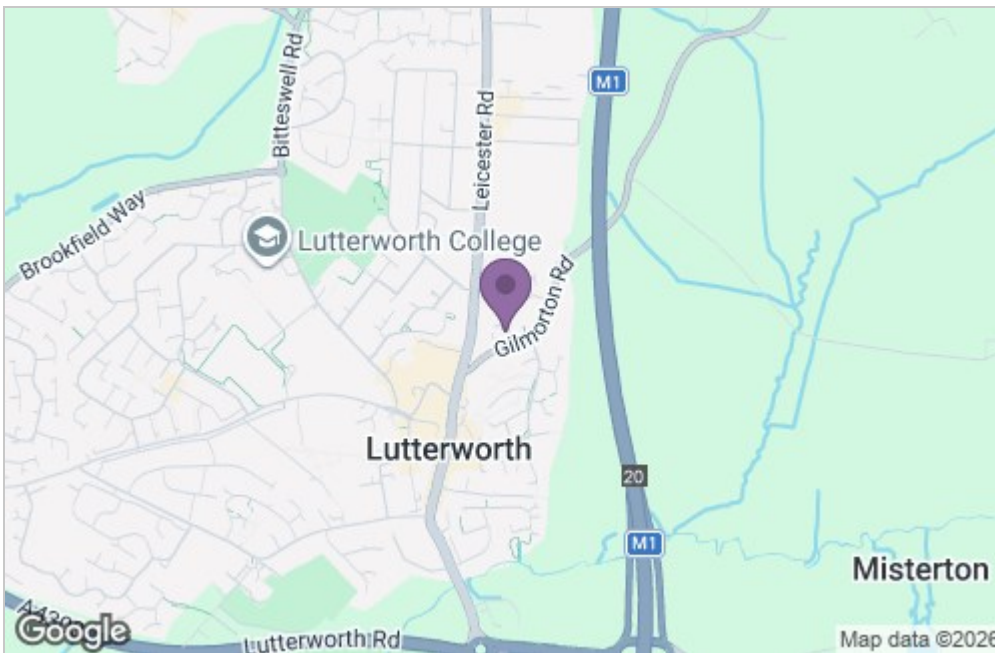 M1
Bitteswell Rd
Leicester Rd
Brookfield Way
Lutterworth College
Gilmorton Rd
Lutterworth
20
M1
Misterton
Google
Lutterworth Rd
Map data ©2026